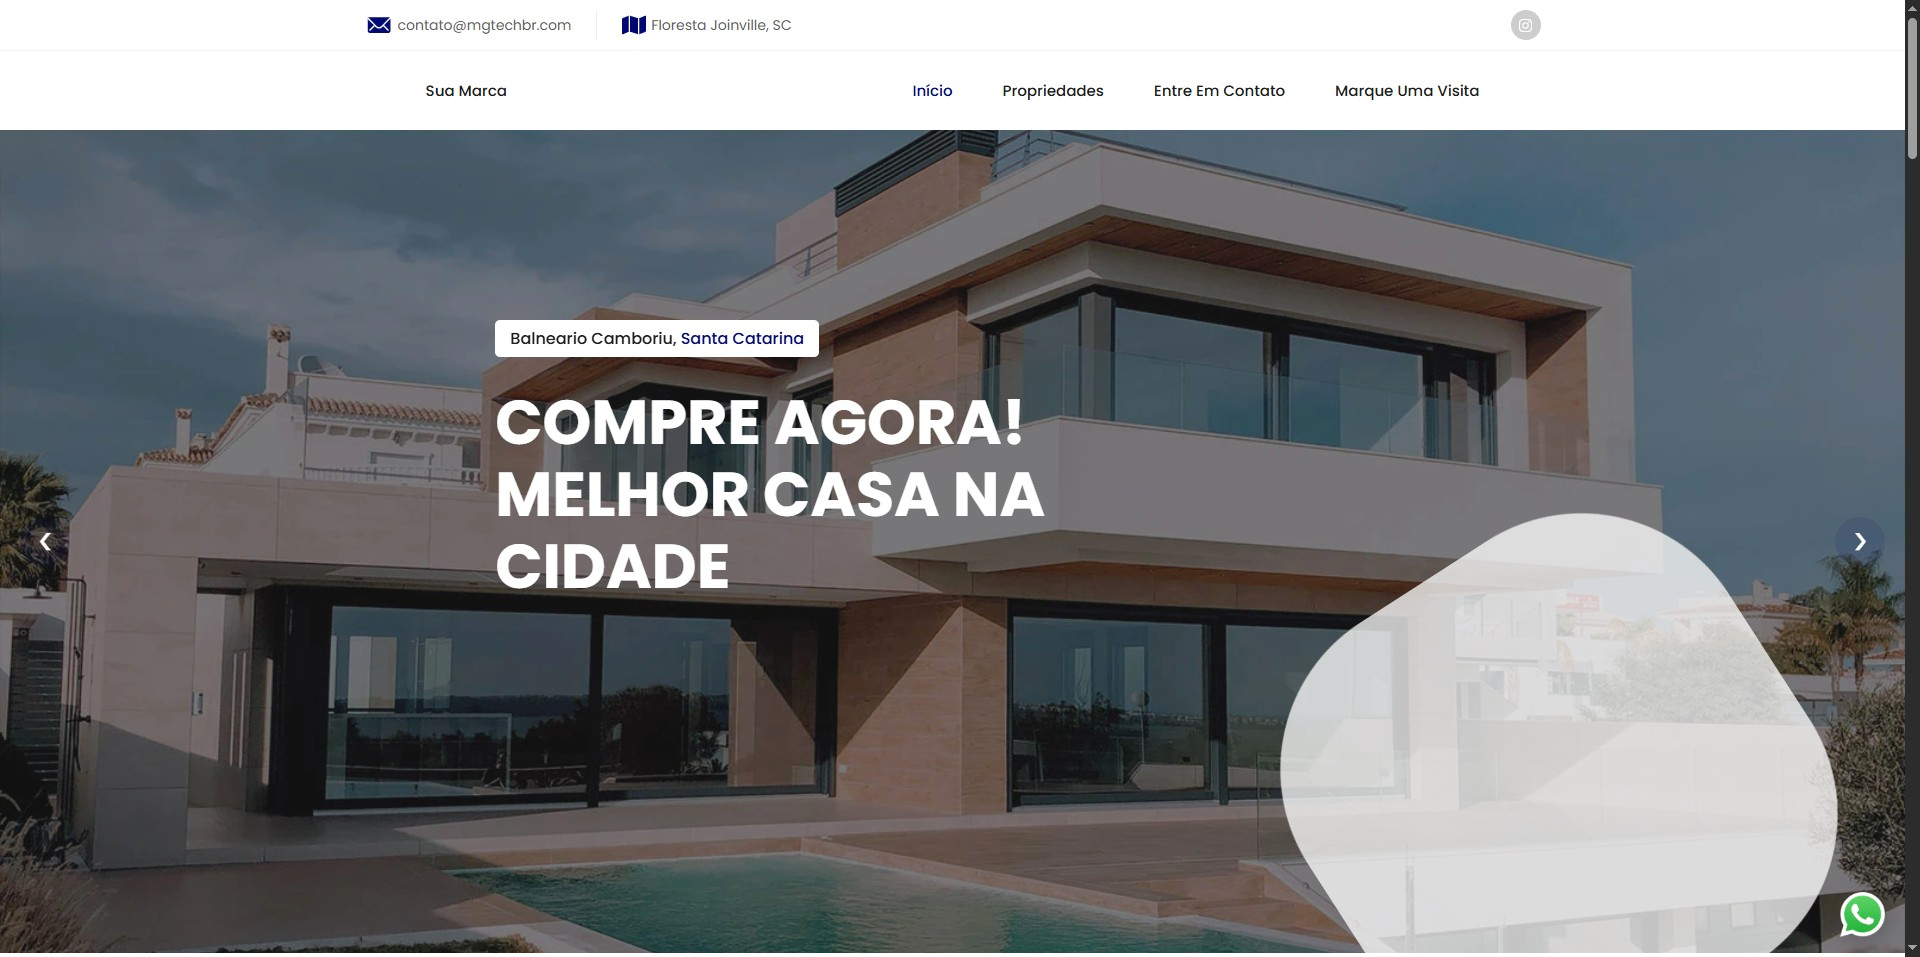 contato@mgtechbr.com
Floresta Joinville, SC
Sua Marca
Início
Propriedades
Entre Em Contato
Marque Uma Visita
Balneario Camboriu, Santa Catarina
COMPRE AGORA!
MELHOR CASA NA
CIDADE